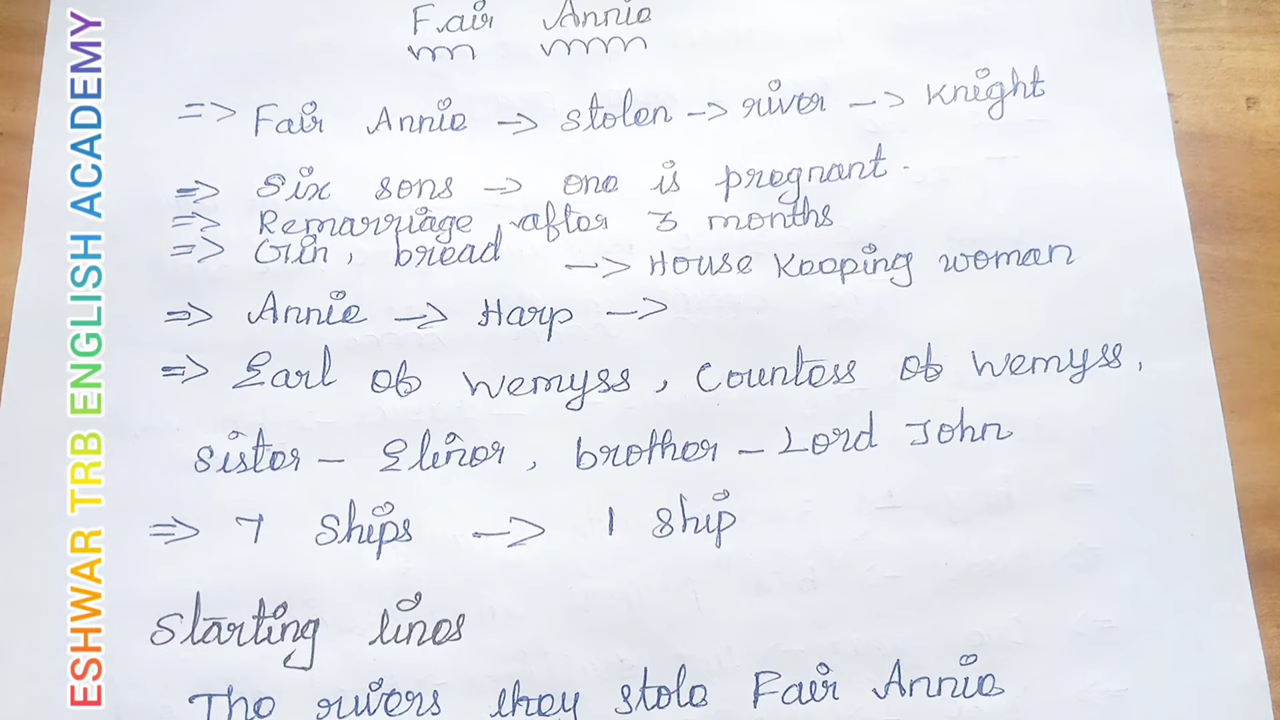 Fair Annie
=> Fair Annie -> stolen -> river -> Knight
=> Six sons -> one is pregnant.
=> Remarriage, after 3 months
=> Gin, bread -> House Keeping woman
=> Annie -> Harp ->
=> Earl of Wemyss, Countess of Wemyss,
Sister - Elinor, brother - Lord John
=> 7 Ships -> 1 Ship
Starting lines
The rivers they stole Fair Annie
ESHWAR TRB ENGLISH ACADEMY